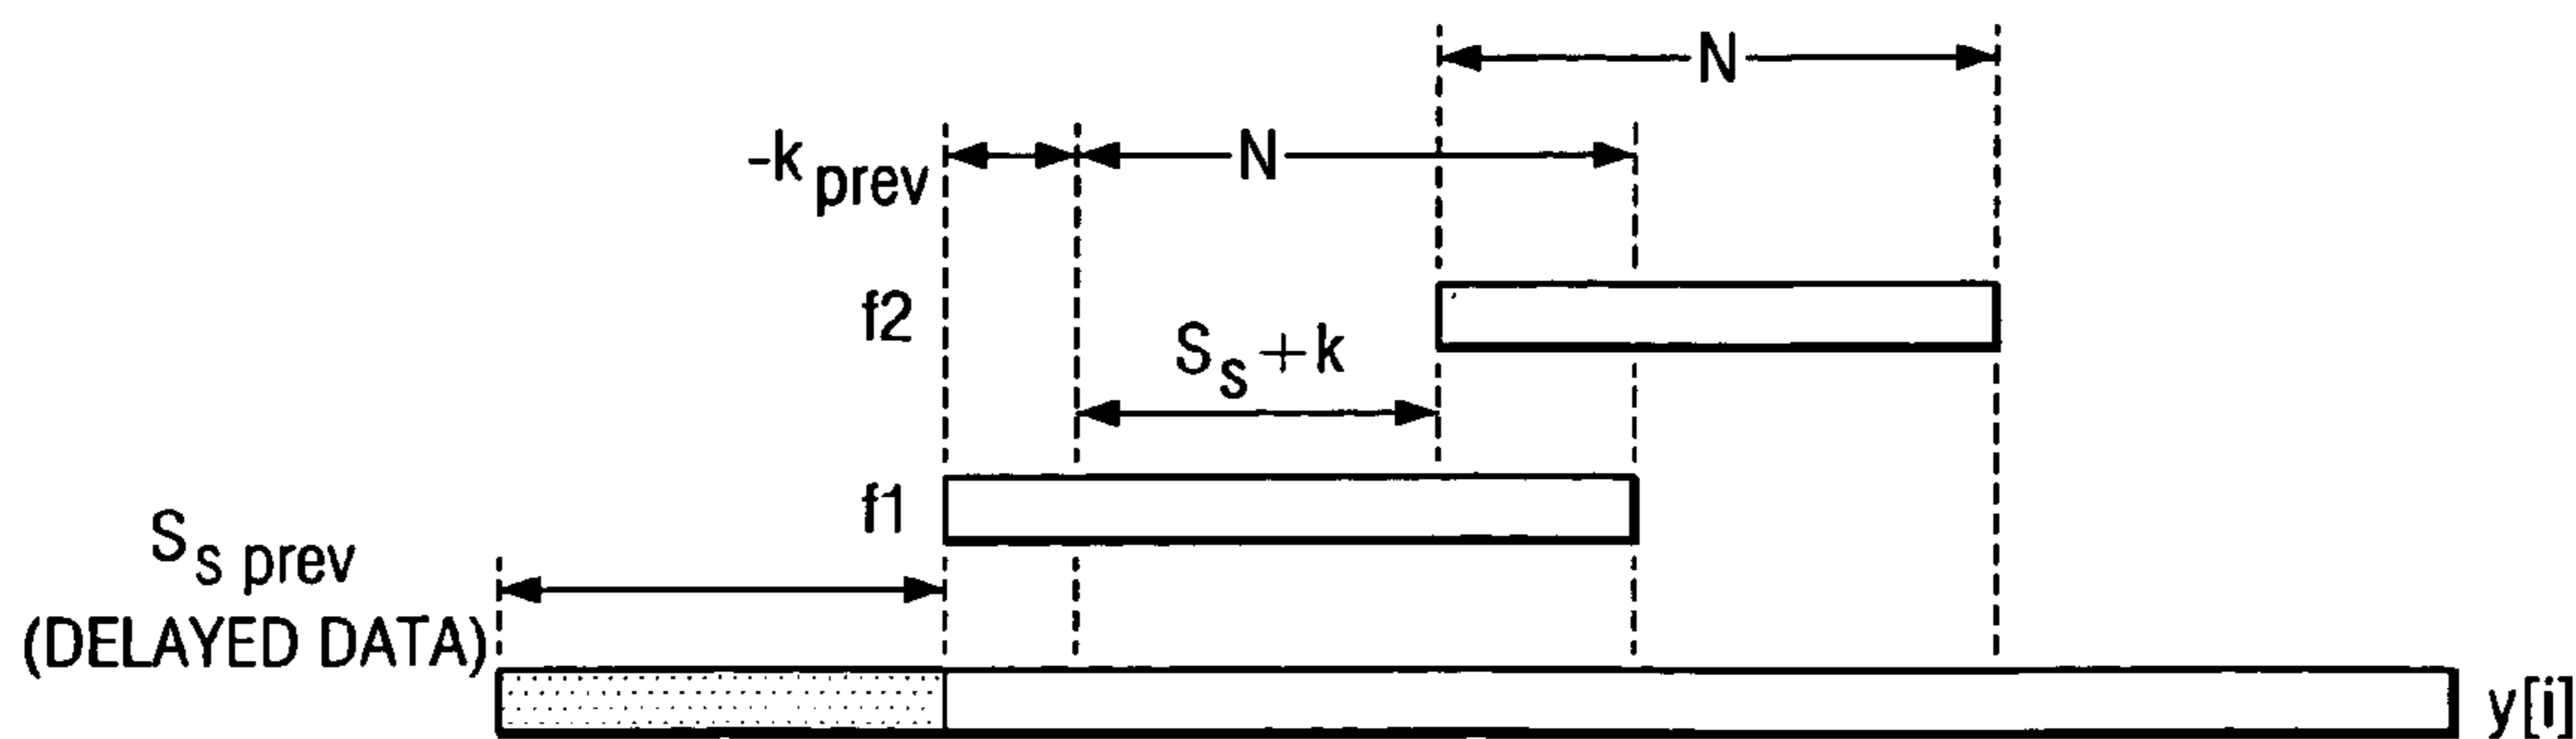 N
-k prev
N
f2
S s +k
f1
S s prev
(DELAYED DATA)
y[i]